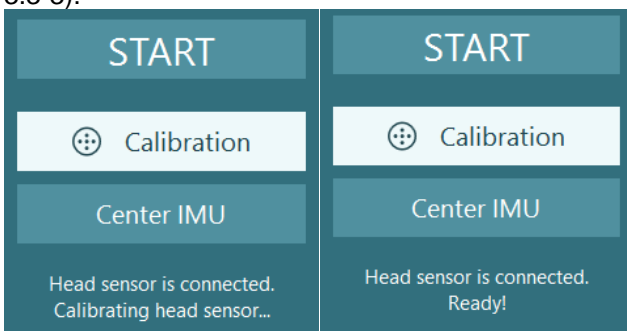 START
Calibration
Center IMU
Head sensor is connected.
Calibrating head sensor...
START
Calibration
Center IMU
Head sensor is connected.
Ready!